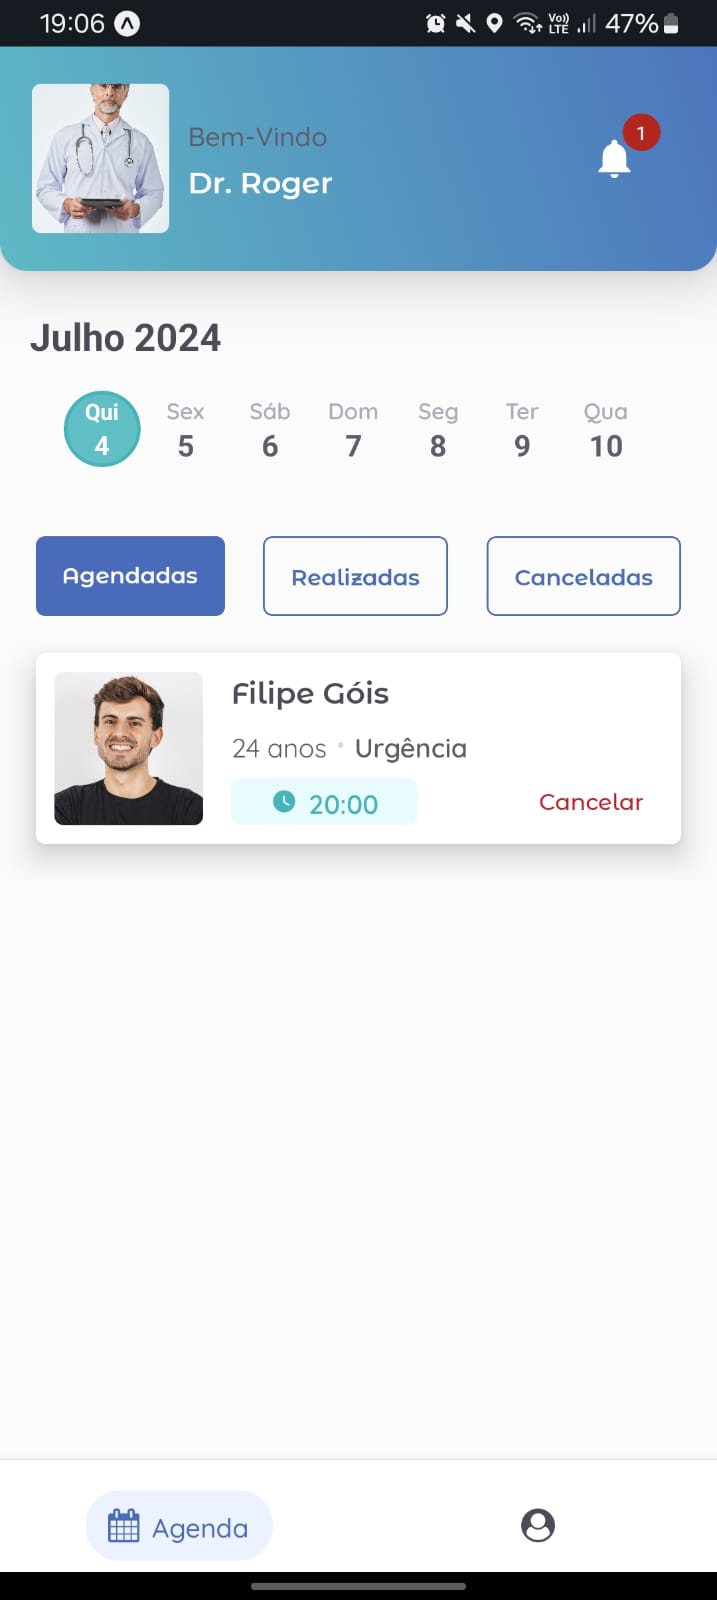 19:06
Vo))
LTE
47%
Bem-Vindo
Dr. Roger
1
Julho 2024
Qui Sex Sáb Dom Seg Ter Qua
4 5 6 7 8 9 10
Agendadas Realizadas Canceladas
Filipe Góis
24 anos • Urgência
20:00 Cancelar
Agenda